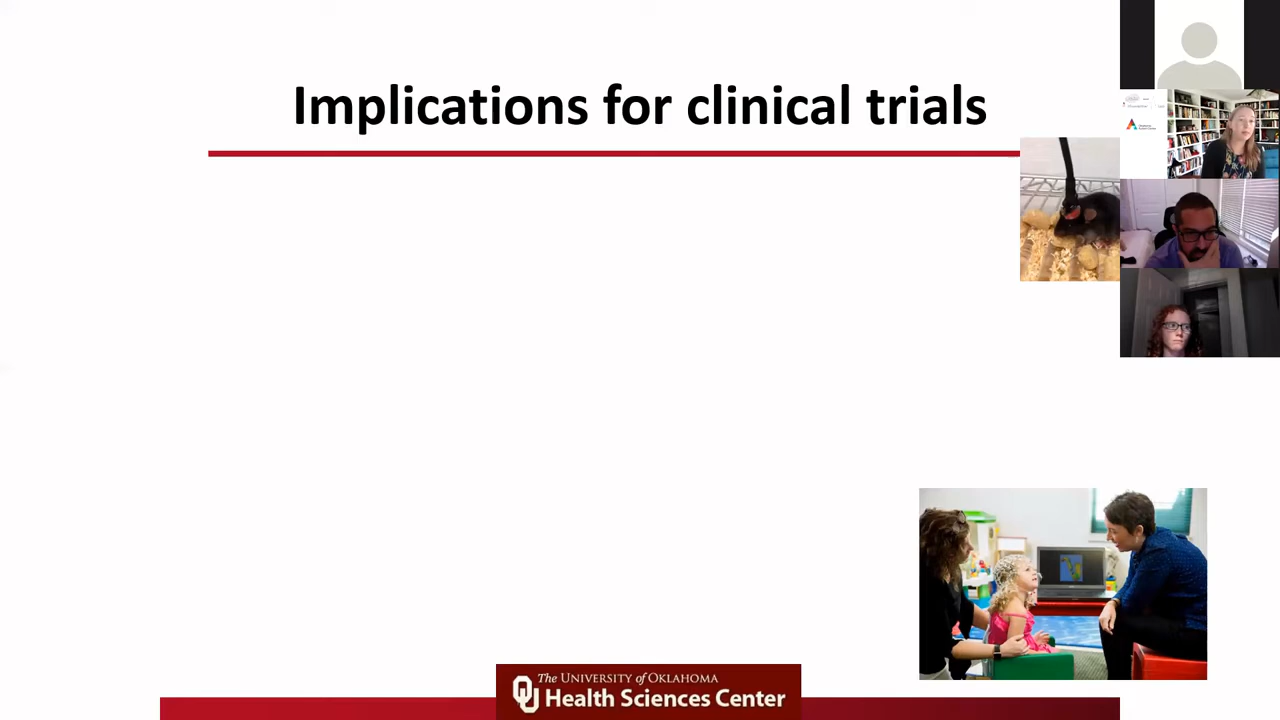 Implications for clinical trials
The UNIVERSITY of OKLAHOMA
Health Sciences Center